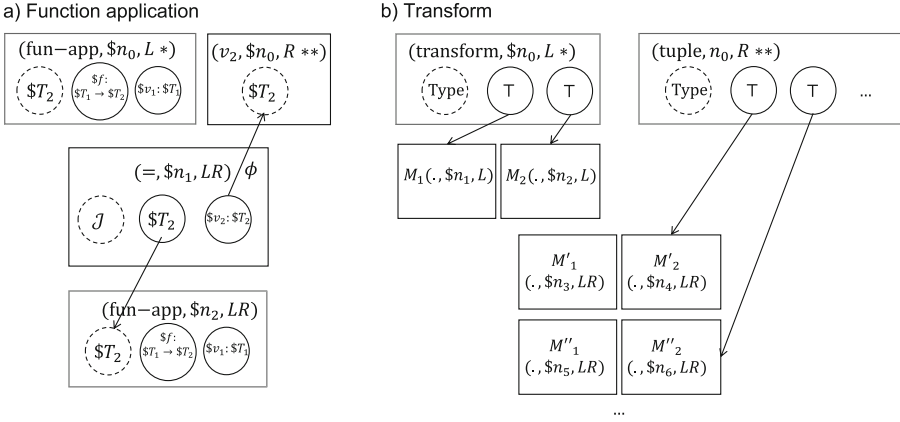 a) Function application
(fun−app, $n₀, L ∗)
$T₂
$f:
$T₁ → $T₂
$v₁: $T₁
(v₂, $n₀, R ∗∗)
$T₂
(=, $n₁, LR)
ϕ
𝒥
$T₂
$v₂: $T₂
(fun−app, $n₂, LR)
$T₂
$f:
$T₁ → $T₂
$v₁: $T₁
b) Transform
(transform, $n₀, L ∗)
Type
⊤
⊤
(tuple, n₀, R ∗∗)
Type
⊤
⊤
...
M₁(. , $n₁, L)
M₂(. , $n₂, L)
M′₁
(. , $n₃, LR)
M′₂
(. , $n₄, LR)
M′′₁
(. , $n₅, LR)
M′′₂
(. , $n₆, LR)
...